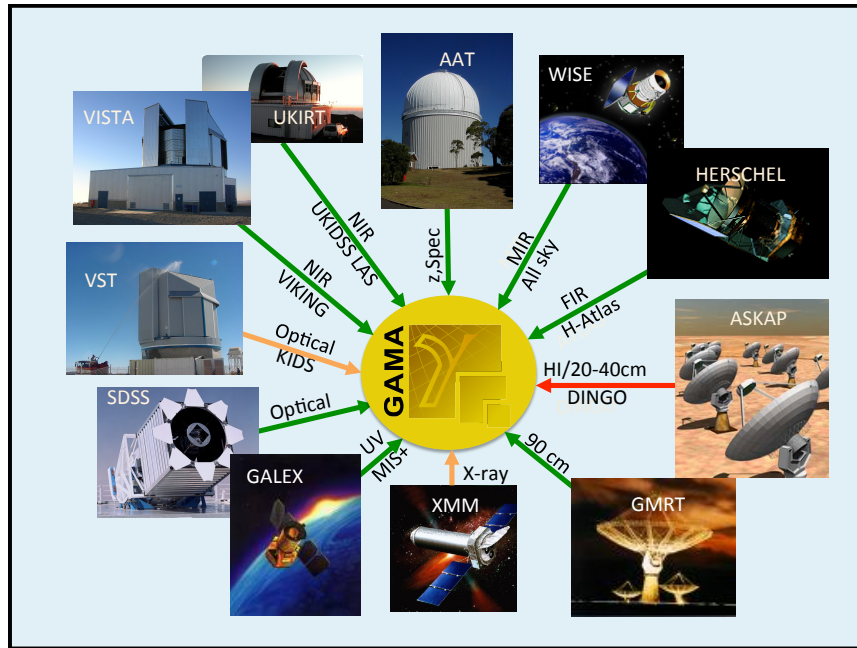 AAT
WISE
UKIRT
VISTA
HERSCHEL
NIR
UKIDSS LAS
z,Spec
MIR
All sky
NIR
VIKING
FIR
H-Atlas
VST
ASKAP
Optical
KIDS
GAMA
γ
HI/20-40cm
DINGO
SDSS
Optical
UV
MIS+
90 cm
GALEX
X-ray
XMM
GMRT